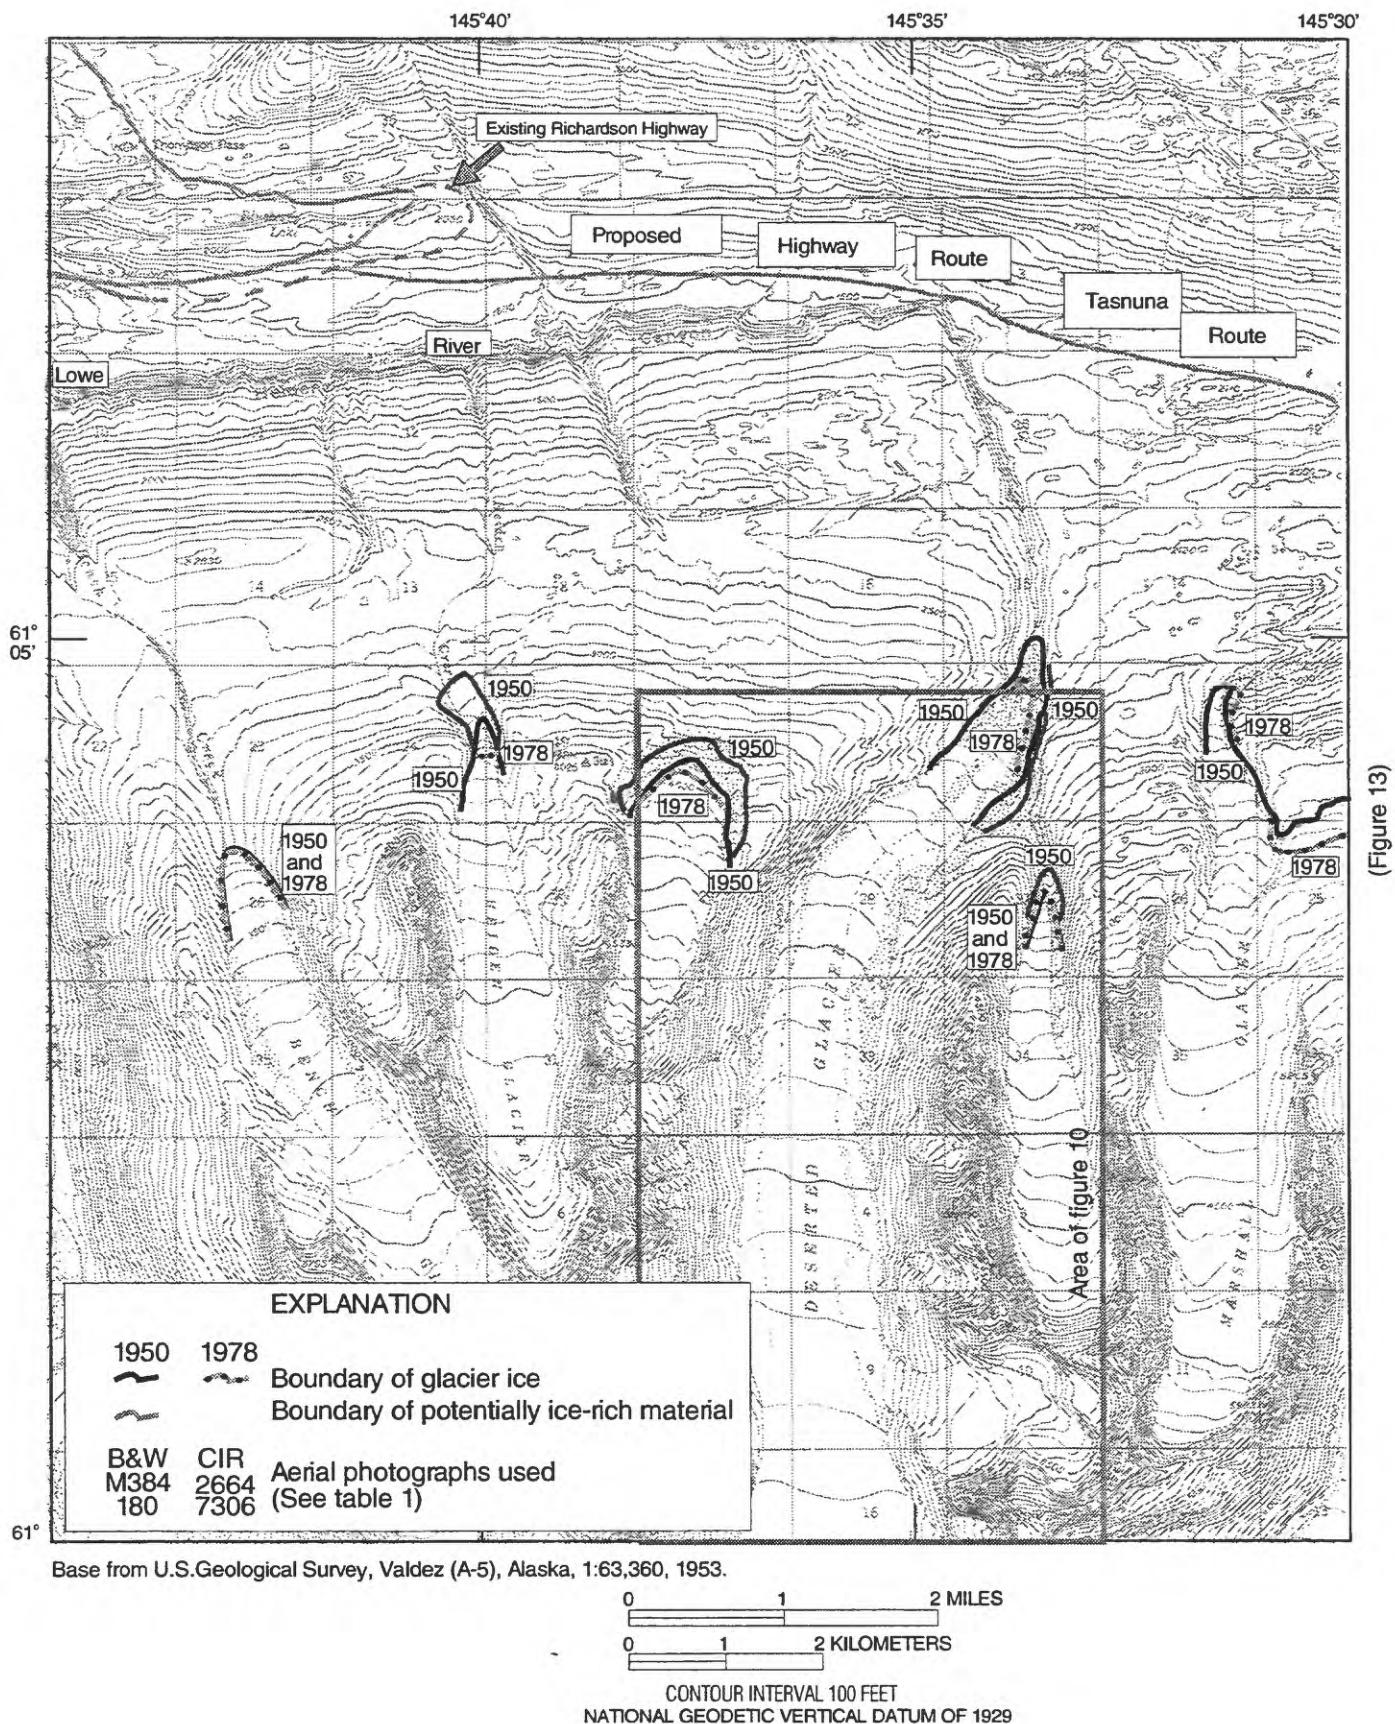 145°40'
145°35'
145°30'
Existing Richardson Highway
Thompson Pass
Proposed
Highway
Route
Tasnuna
Route
River
Lowe
61°
05'
1950
1978
1950
1950
and
1978
1950
1978
1950
1950
1950
1978
1950
1950
and
1978
1978
1950
1978
(Figure 13)
GLACIER
GLACIER
DESERTED
GLACIER
MARSHALL
Area of figure 10
EXPLANATION
1950 1978
Boundary of glacier ice
Boundary of potentially ice-rich material
B&W CIR
M384 2664
180 7306
Aerial photographs used
(See table 1)
61°
Base from U.S.Geological Survey, Valdez (A-5), Alaska, 1:63,360, 1953.
0 1 2 MILES
0 1 2 KILOMETERS
CONTOUR INTERVAL 100 FEET
NATIONAL GEODETIC VERTICAL DATUM OF 1929